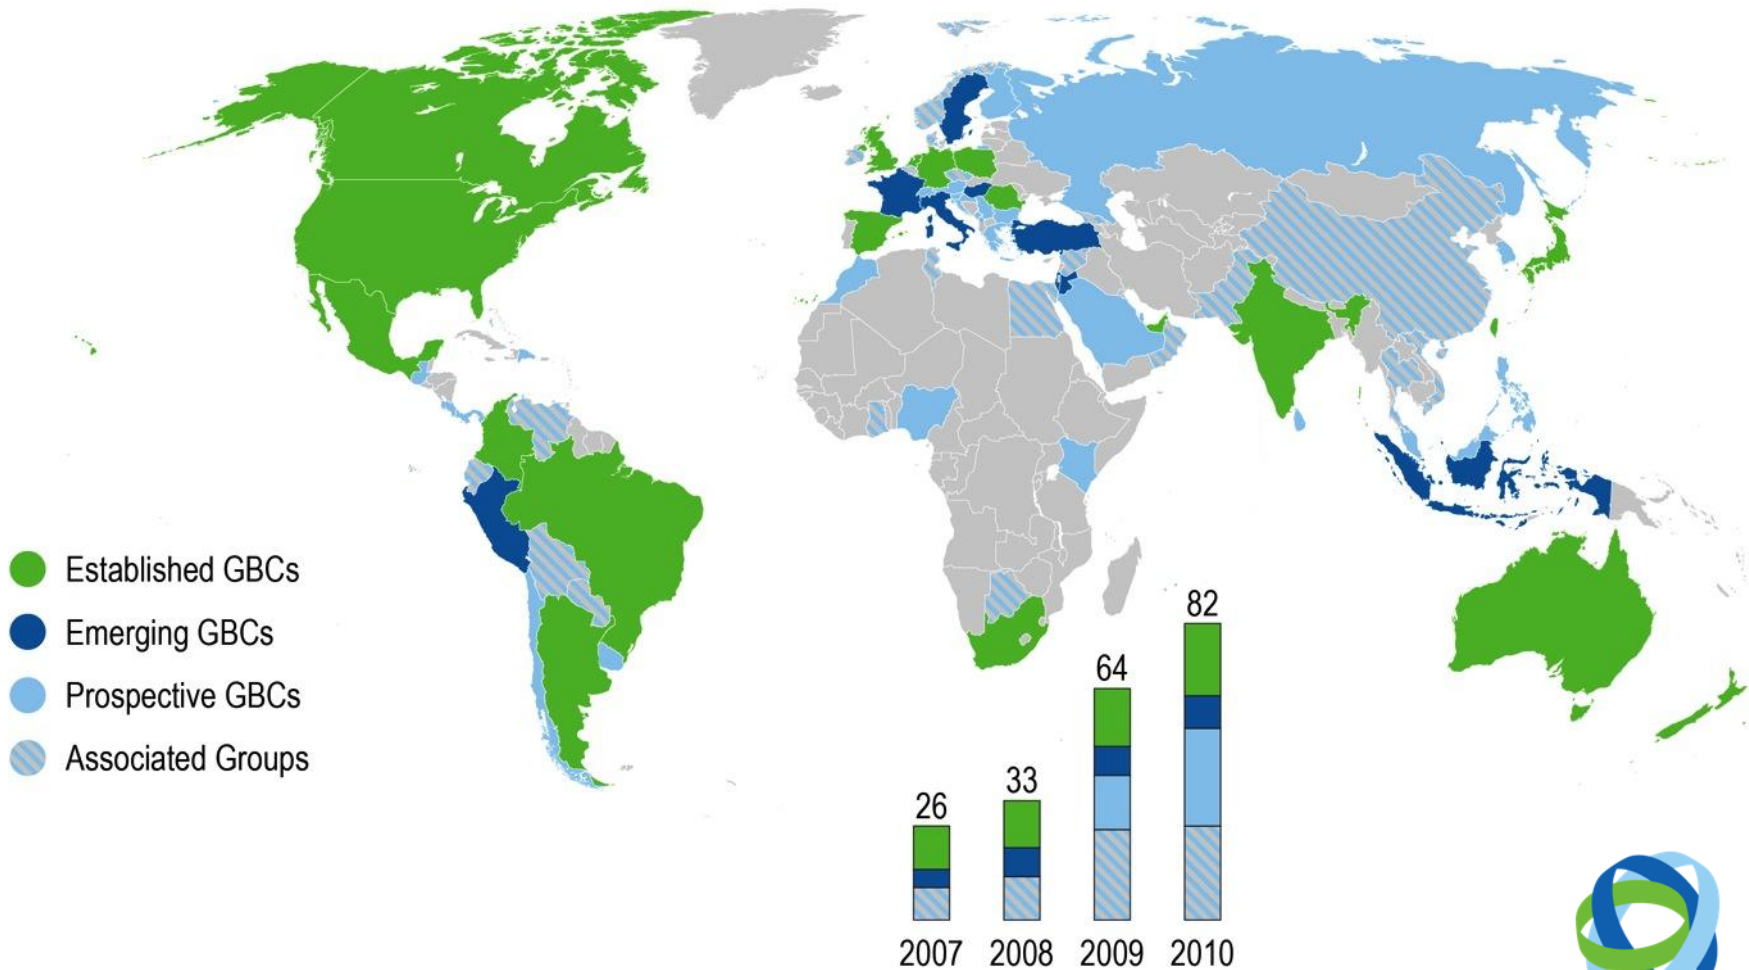 Established GBCs
Emerging GBCs
Prospective GBCs
Associated Groups
26
33
64
82
2007
2008
2009
2010